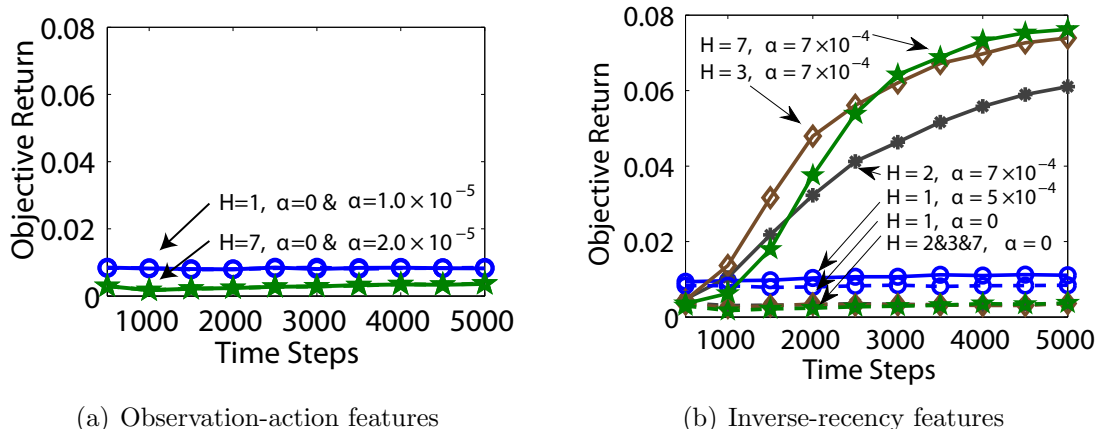 0.08
0.06
0.04
0.02
0
Objective Return
H=1, α=0 & α=1.0×10⁻⁵
H=7, α=0 & α=2.0×10⁻⁵
1000 2000 3000 4000 5000
Time Steps
(a) Observation-action features
0.08
0.06
0.04
0.02
0
Objective Return
H=7, α=7×10⁻⁴
H=3, α=7×10⁻⁴
H=2, α=7×10⁻⁴
H=1, α=5×10⁻⁴
H=1, α=0
H=2&3&7, α=0
1000 2000 3000 4000 5000
Time Steps
(b) Inverse-recency features